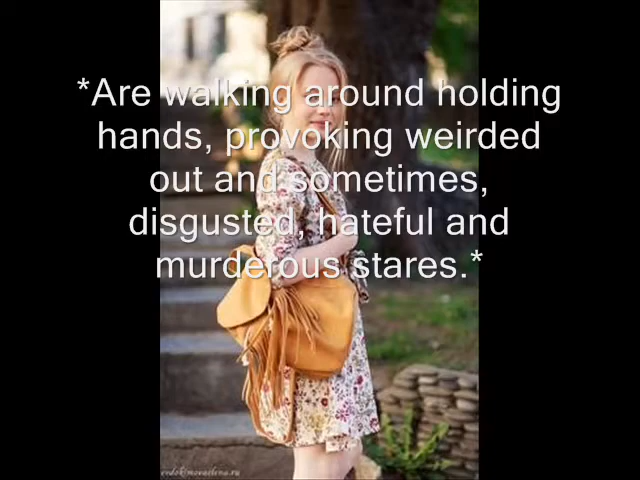 *Are walking around holding
hands, provoking weirded
out and sometimes,
disgusted, hateful and
murderous stares.*